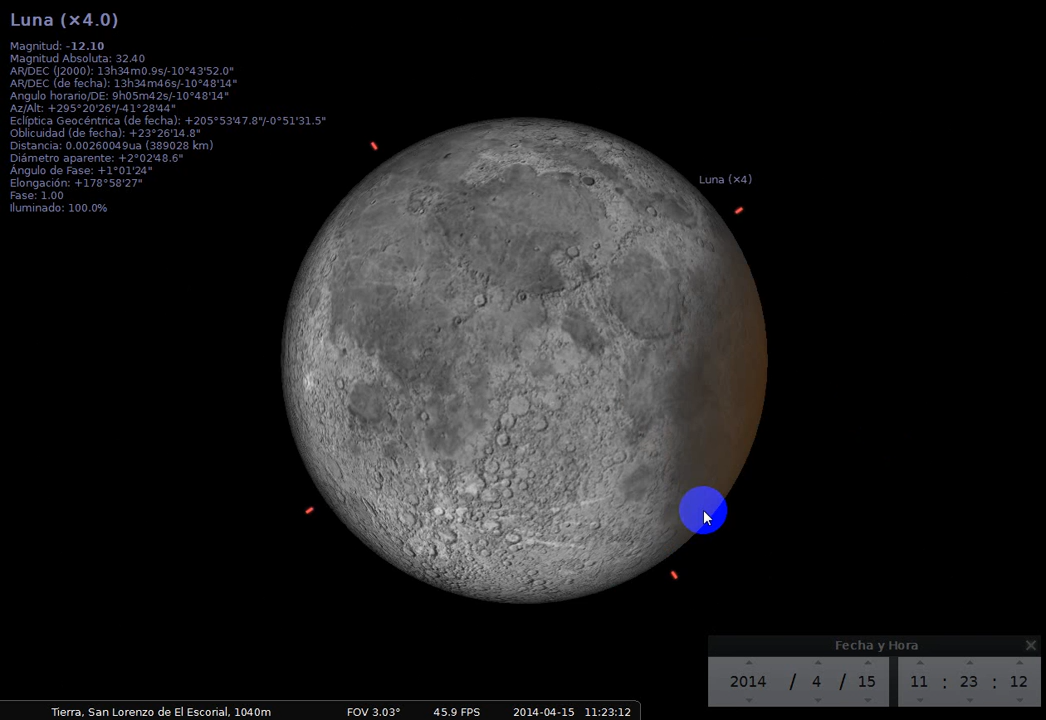 Luna (×4.0)
Magnitud: -12.10
Magnitud Absoluta: 32.40
AR/DEC (J2000): 13h34m0.9s/-10°43'52.0"
AR/DEC (de fecha): 13h34m46s/-10°48'14"
Angulo horario/DE: 9h05m42s/-10°48'14"
Az/Alt: +295°20'26"/-41°28'44"
Eclíptica Geocéntrica (de fecha): +205°53'47.8"/-0°51'31.5"
Oblicuidad (de fecha): +23°26'14.8"
Distancia: 0.00260049ua (389028 km)
Diámetro aparente: +2°02'48.6"
Ángulo de Fase: +1°01'24"
Elongación: +178°58'27"
Fase: 1.00
Iluminado: 100.0%
Luna (×4)
Fecha y Hora
2014 / 4 / 15 11 : 23 : 12
Tierra, San Lorenzo de El Escorial, 1040m FOV 3.03° 45.9 FPS 2014-04-15 11:23:12